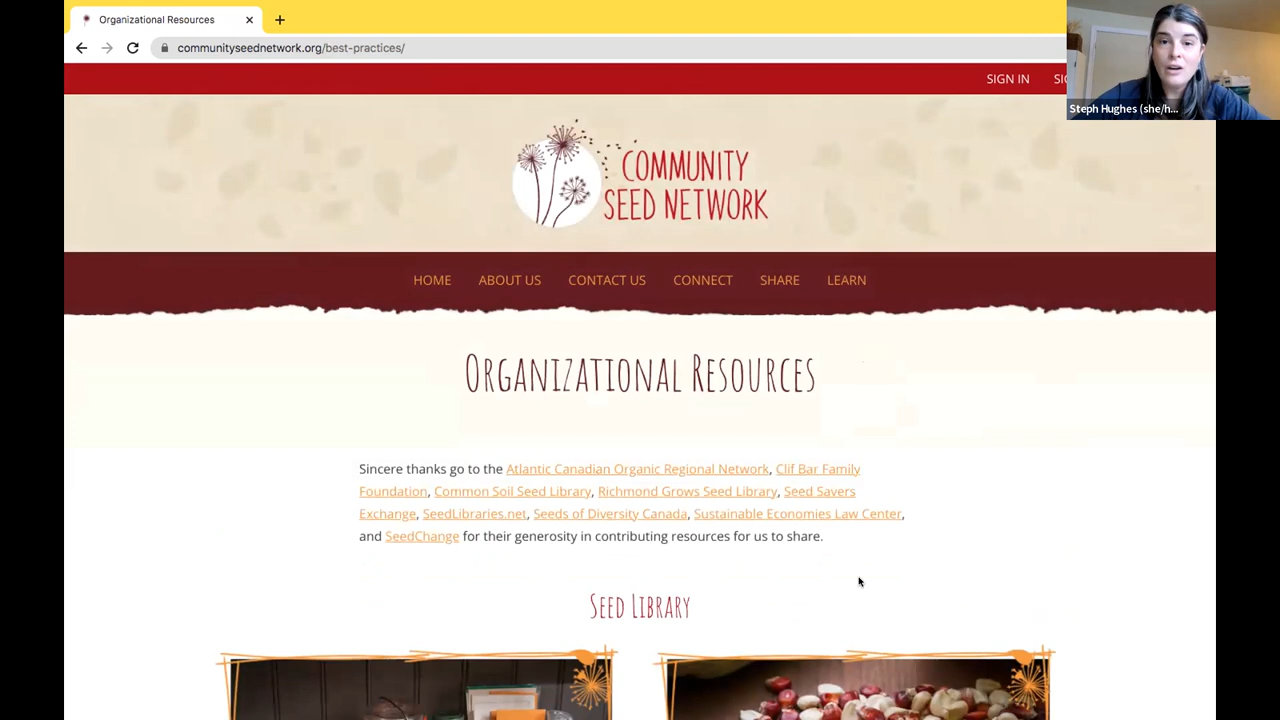 Organizational Resources
communityseednetwork.org/best-practices/
SIGN IN
Steph Hughes (she/h...
COMMUNITY
SEED NETWORK
HOME ABOUT US CONTACT US CONNECT SHARE LEARN
Organizational Resources
Sincere thanks go to the Atlantic Canadian Organic Regional Network, Clif Bar Family
Foundation, Common Soil Seed Library, Richmond Grows Seed Library, Seed Savers
Exchange, SeedLibraries.net, Seeds of Diversity Canada, Sustainable Economies Law Center,
and SeedChange for their generosity in contributing resources for us to share.
Seed Library